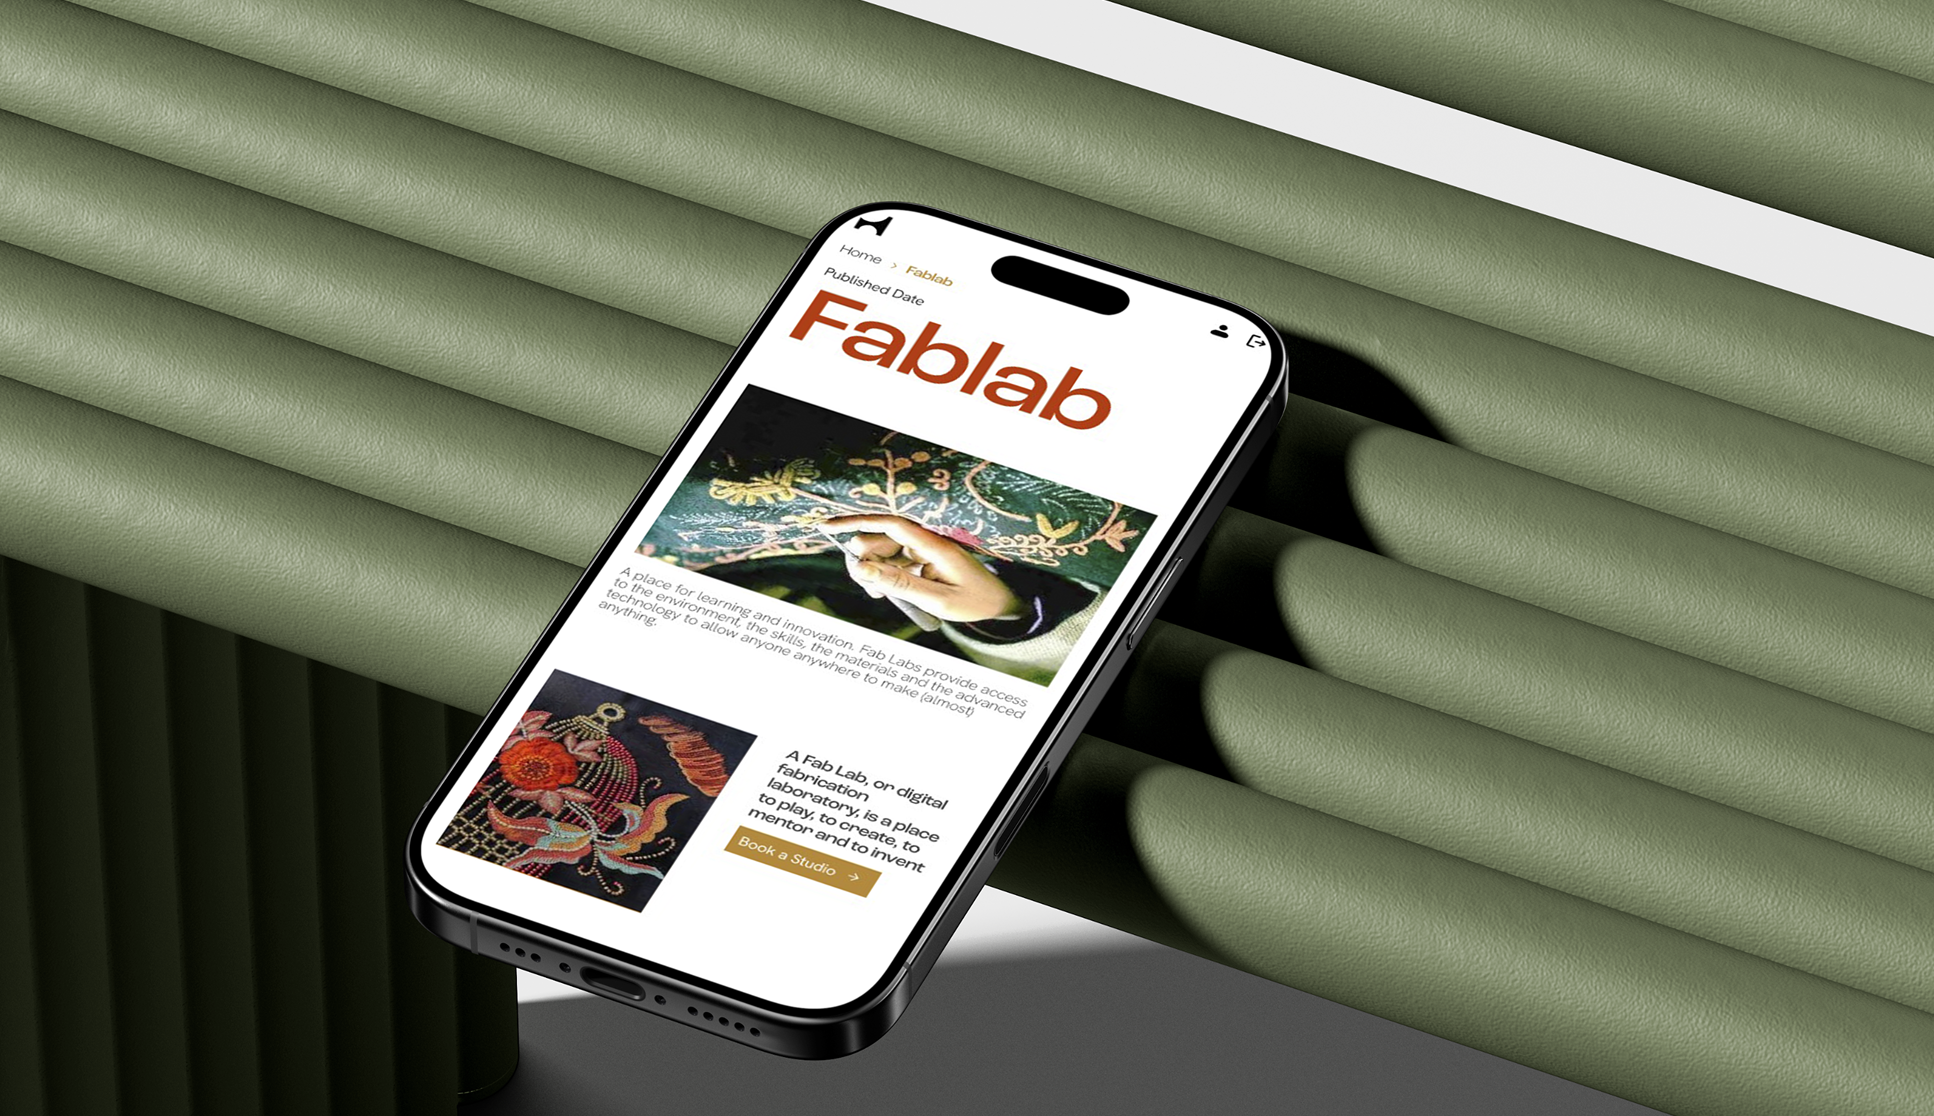 Home > Fablab
Published Date
Fablab
A place for learning and innovation. Fab Labs provide access
to the environment, the skills, the materials and the advanced
technology to allow anyone anywhere to make (almost)
anything.
A Fab Lab, or digital
fabrication
laboratory, is a place
to play, to create, to
mentor and to invent
Book a Studio →